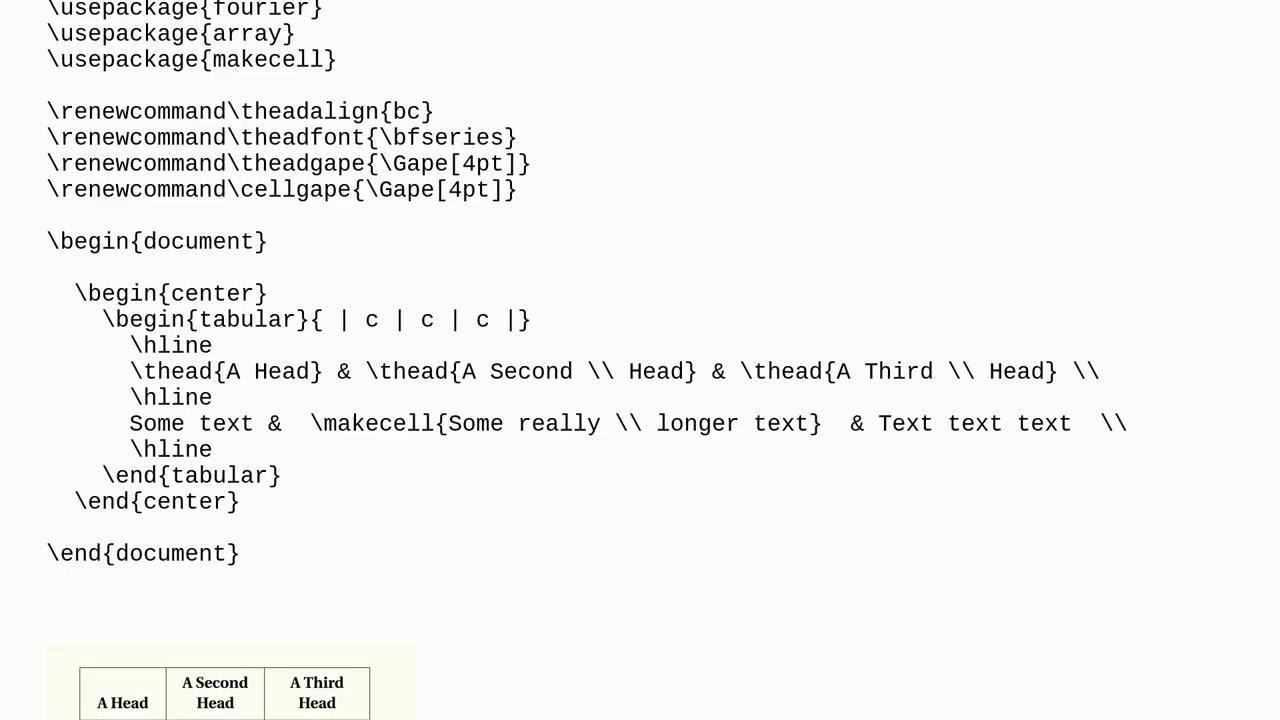 \usepackage{fourier}
\usepackage{array}
\usepackage{makecell}

\renewcommand\theadalign{bc}
\renewcommand\theadfont{\bfseries}
\renewcommand\theadgape{\Gape[4pt]}
\renewcommand\cellgape{\Gape[4pt]}

\begin{document}

  \begin{center}
    \begin{tabular}{ | c | c | c |}
      \hline
      \thead{A Head} & \thead{A Second \\ Head} & \thead{A Third \\ Head} \\
      \hline
      Some text &  \makecell{Some really \\ longer text}  & Text text text  \\
      \hline
    \end{tabular}
  \end{center}

\end{document}

A Second A Third
A Head Head Head